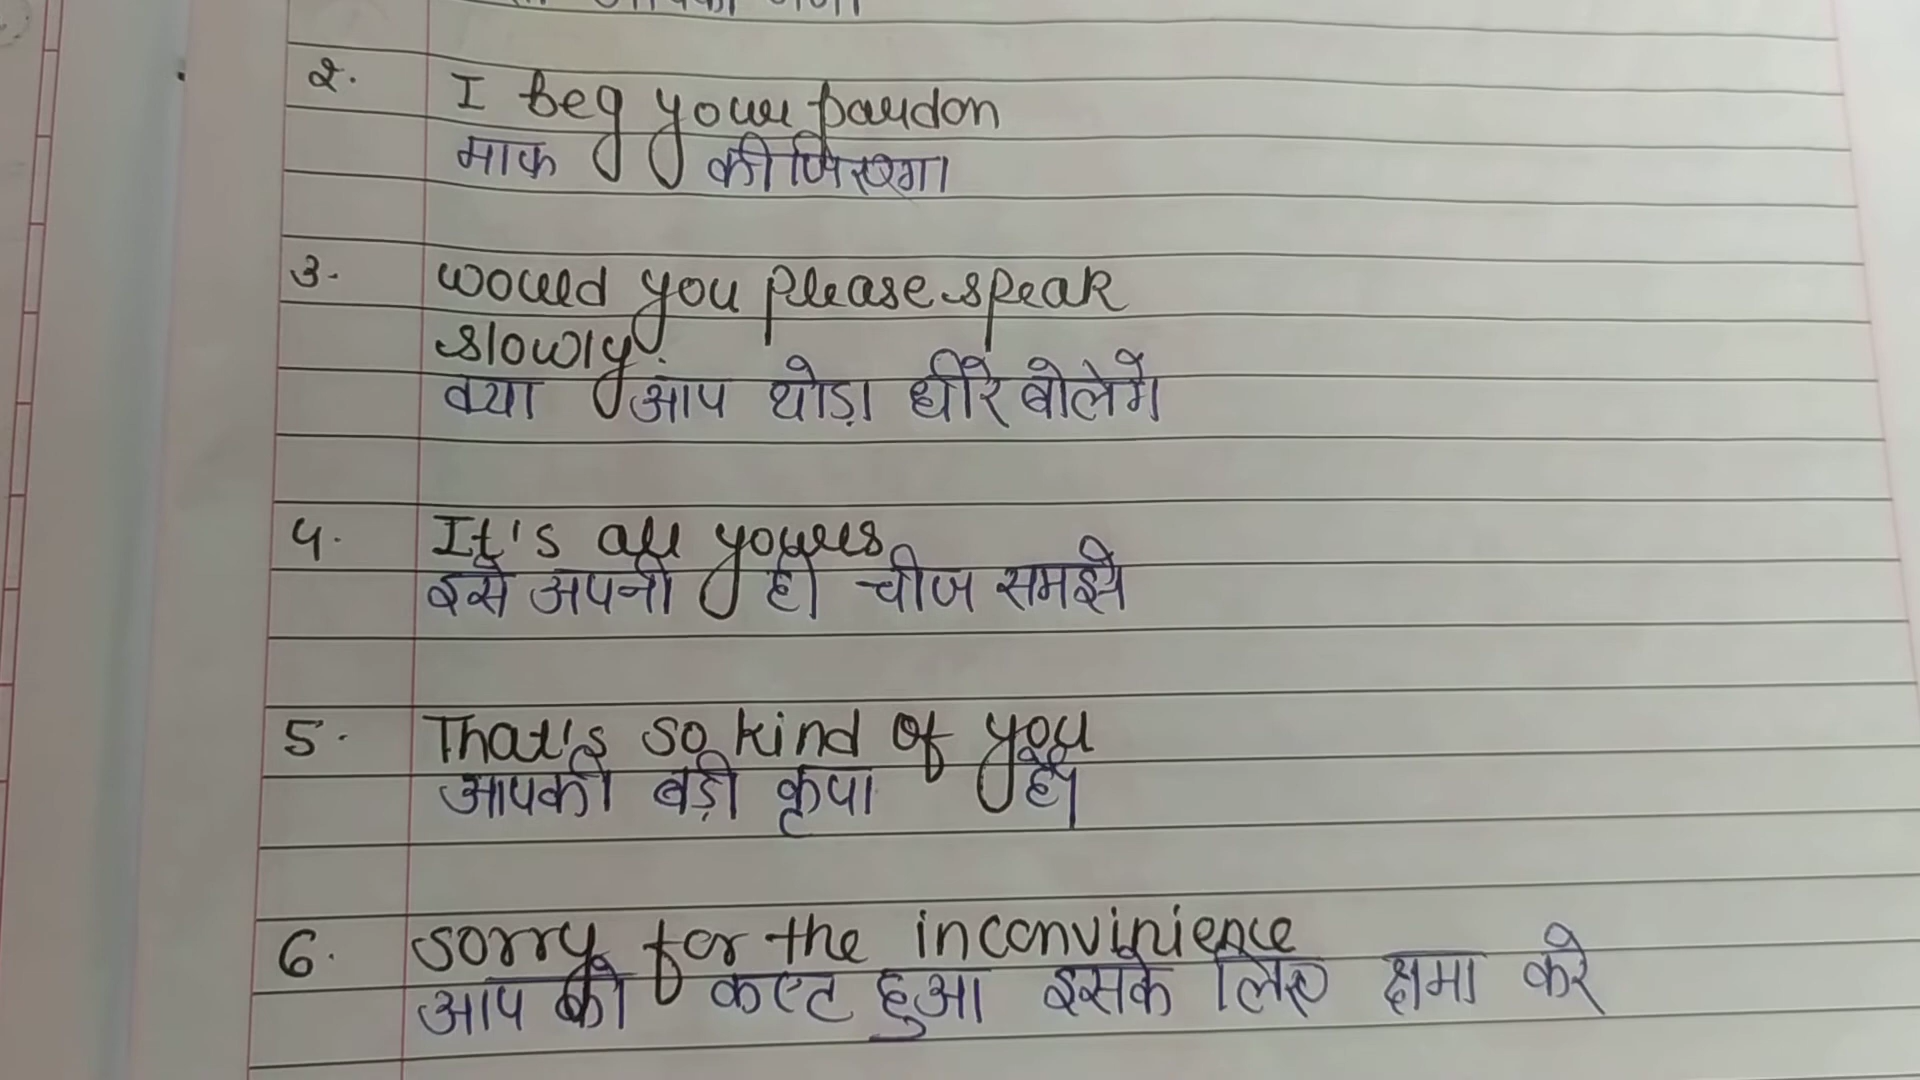 2. I beg your pardon
माफ कीजिएगा
3. would you please speak
slowly.
क्या आप थोड़ा धीरे बोलेगें
4. It's all yours
इसे अपनी ही चीज समझे
5. That's so kind of you
आपकी बड़ी कृपा है।
6. sorry for the inconvinience
आप को कष्ट हुआ इसके लिए क्षमा करे